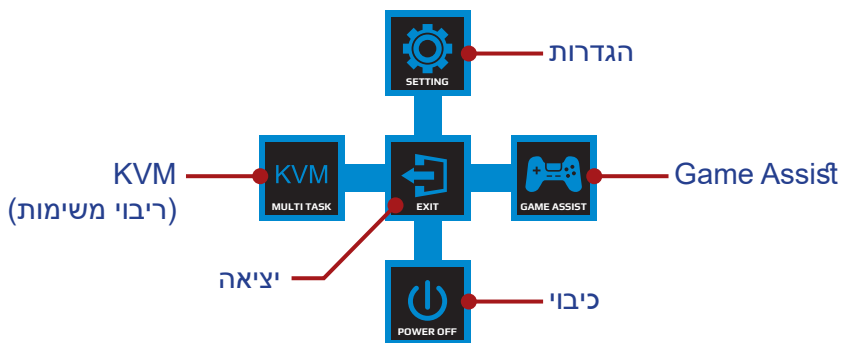 הגדרות
SETTING
KVM
(ריבוי משימות)
KVM
MULTI TASK
EXIT
GAME ASSIST
Game Assist
יציאה
POWER OFF
כיבוי